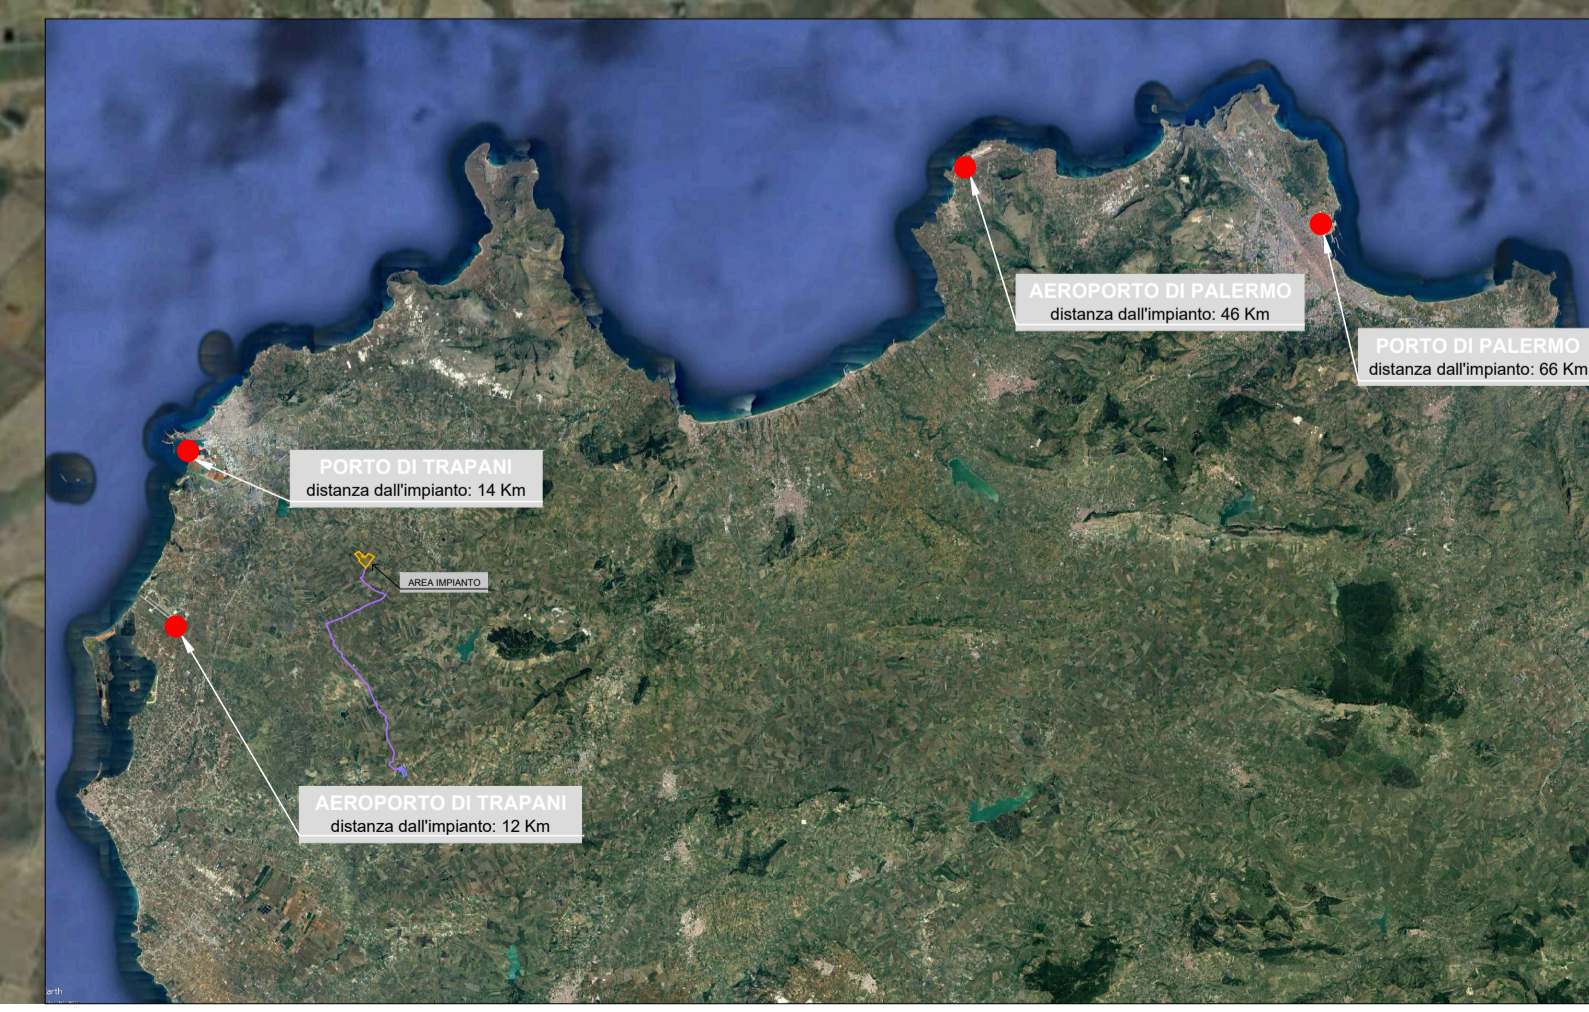 AEROPORTO DI PALERMO
distanza dall'impianto: 46 Km
PORTO DI PALERMO
distanza dall'impianto: 66 Km
PORTO DI TRAPANI
distanza dall'impianto: 14 Km
AREA IMPIANTO
AEROPORTO DI TRAPANI
distanza dall'impianto: 12 Km
arth